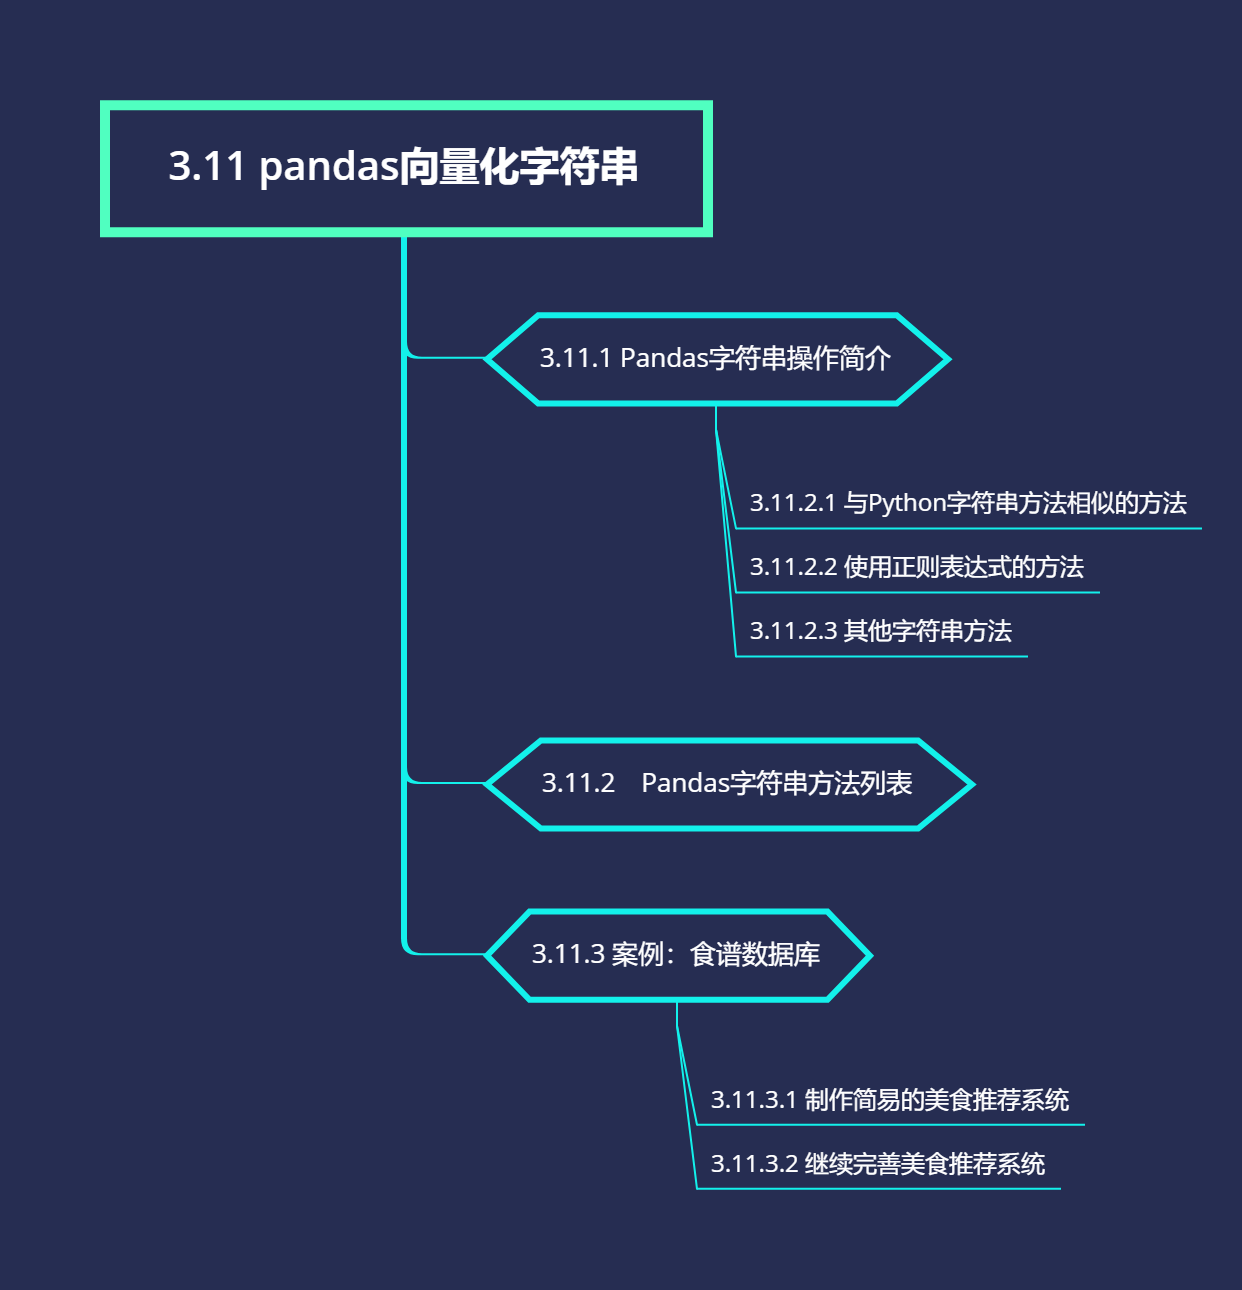 3.11 pandas向量化字符串
3.11.1 Pandas字符串操作简介
3.11.2.1 与Python字符串方法相似的方法
3.11.2.2 使用正则表达式的方法
3.11.2.3 其他字符串方法
3.11.2　Pandas字符串方法列表
3.11.3 案例：食谱数据库
3.11.3.1 制作简易的美食推荐系统
3.11.3.2 继续完善美食推荐系统